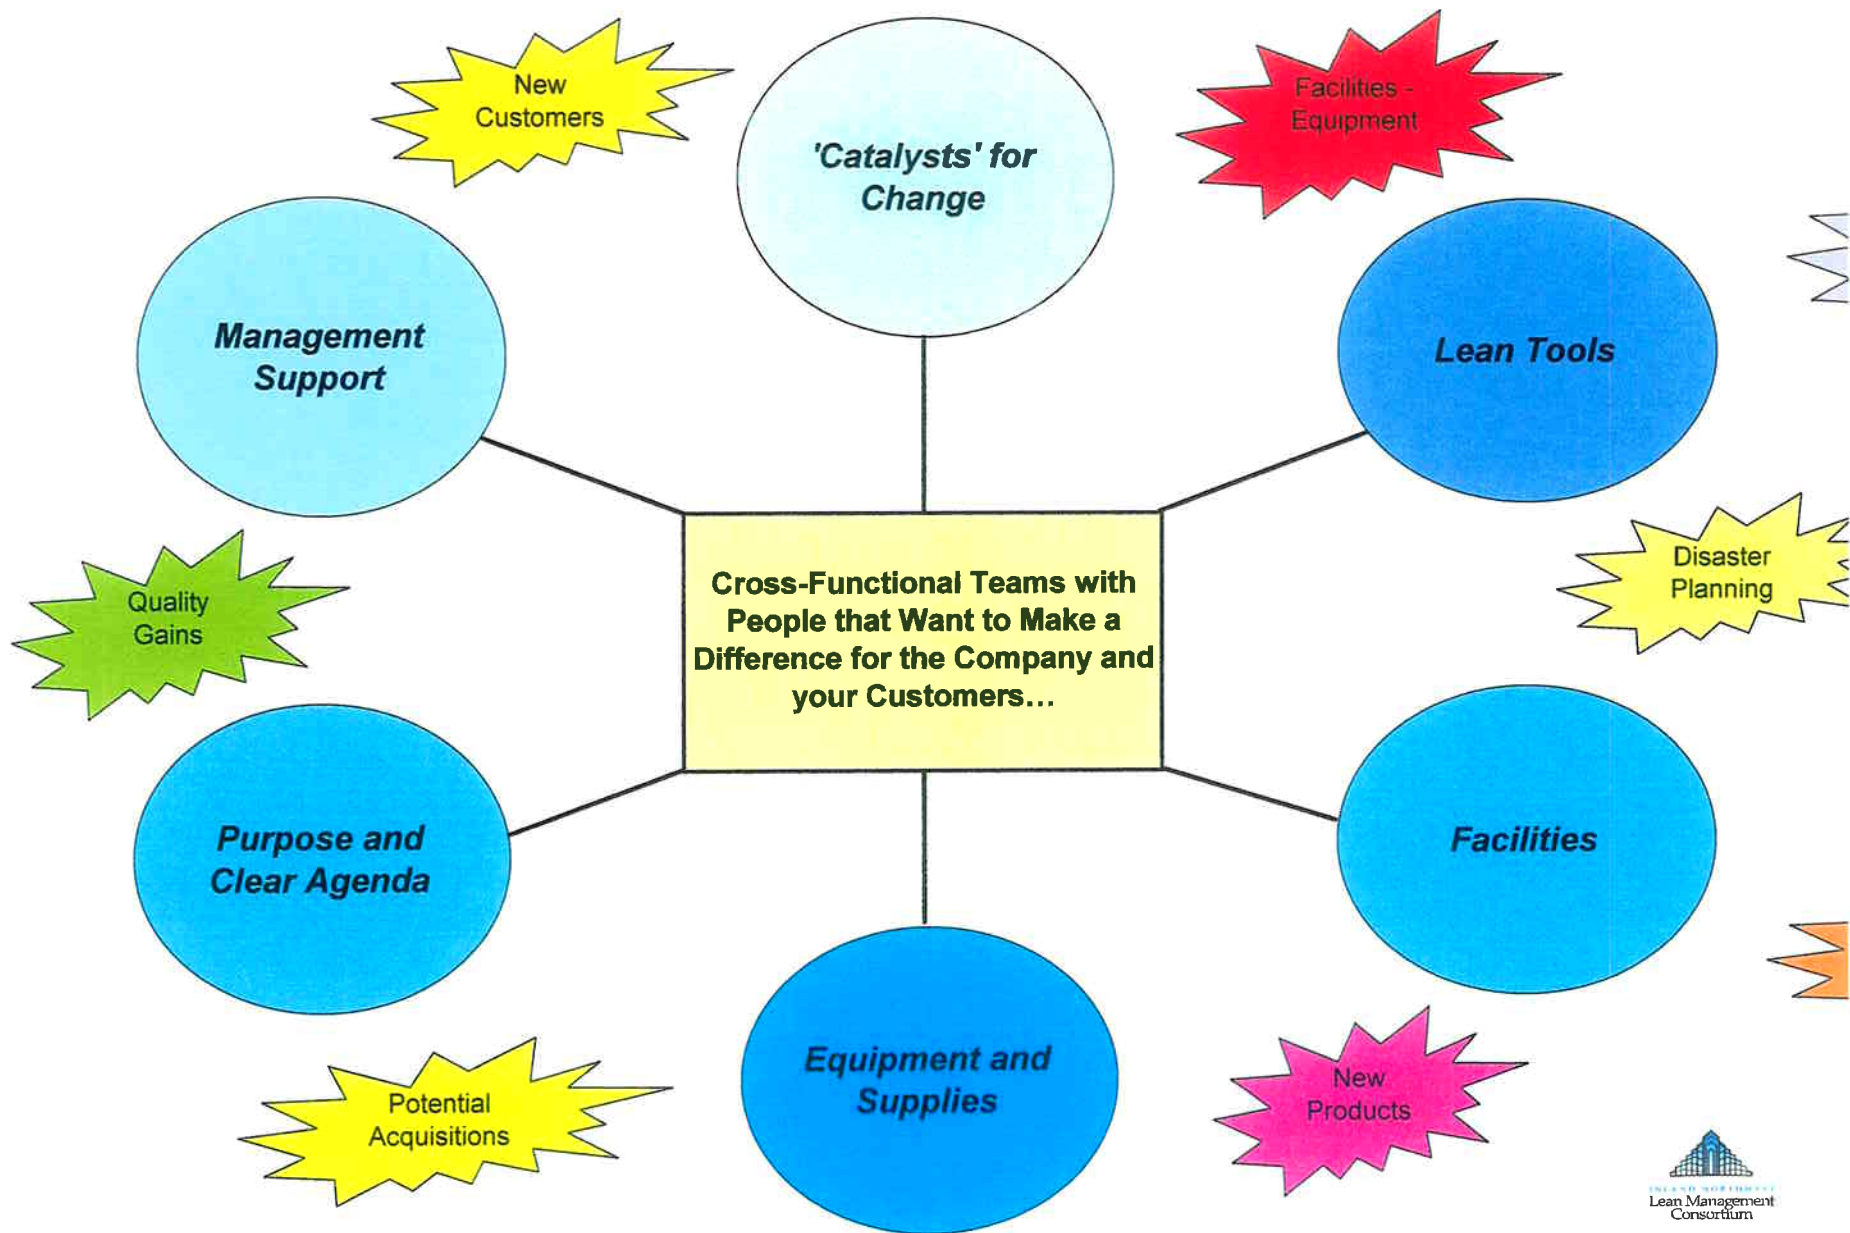 New
Customers
'Catalysts' for
Change
Facilities -
Equipment
Management
Support
Lean Tools
Quality
Gains
Cross-Functional Teams with
People that Want to Make a
Difference for the Company and
your Customers...
Disaster
Planning
Purpose and
Clear Agenda
Facilities
Potential
Acquisitions
Equipment and
Supplies
New
Products
INLAND NORTHWEST
Lean Management
Consortium